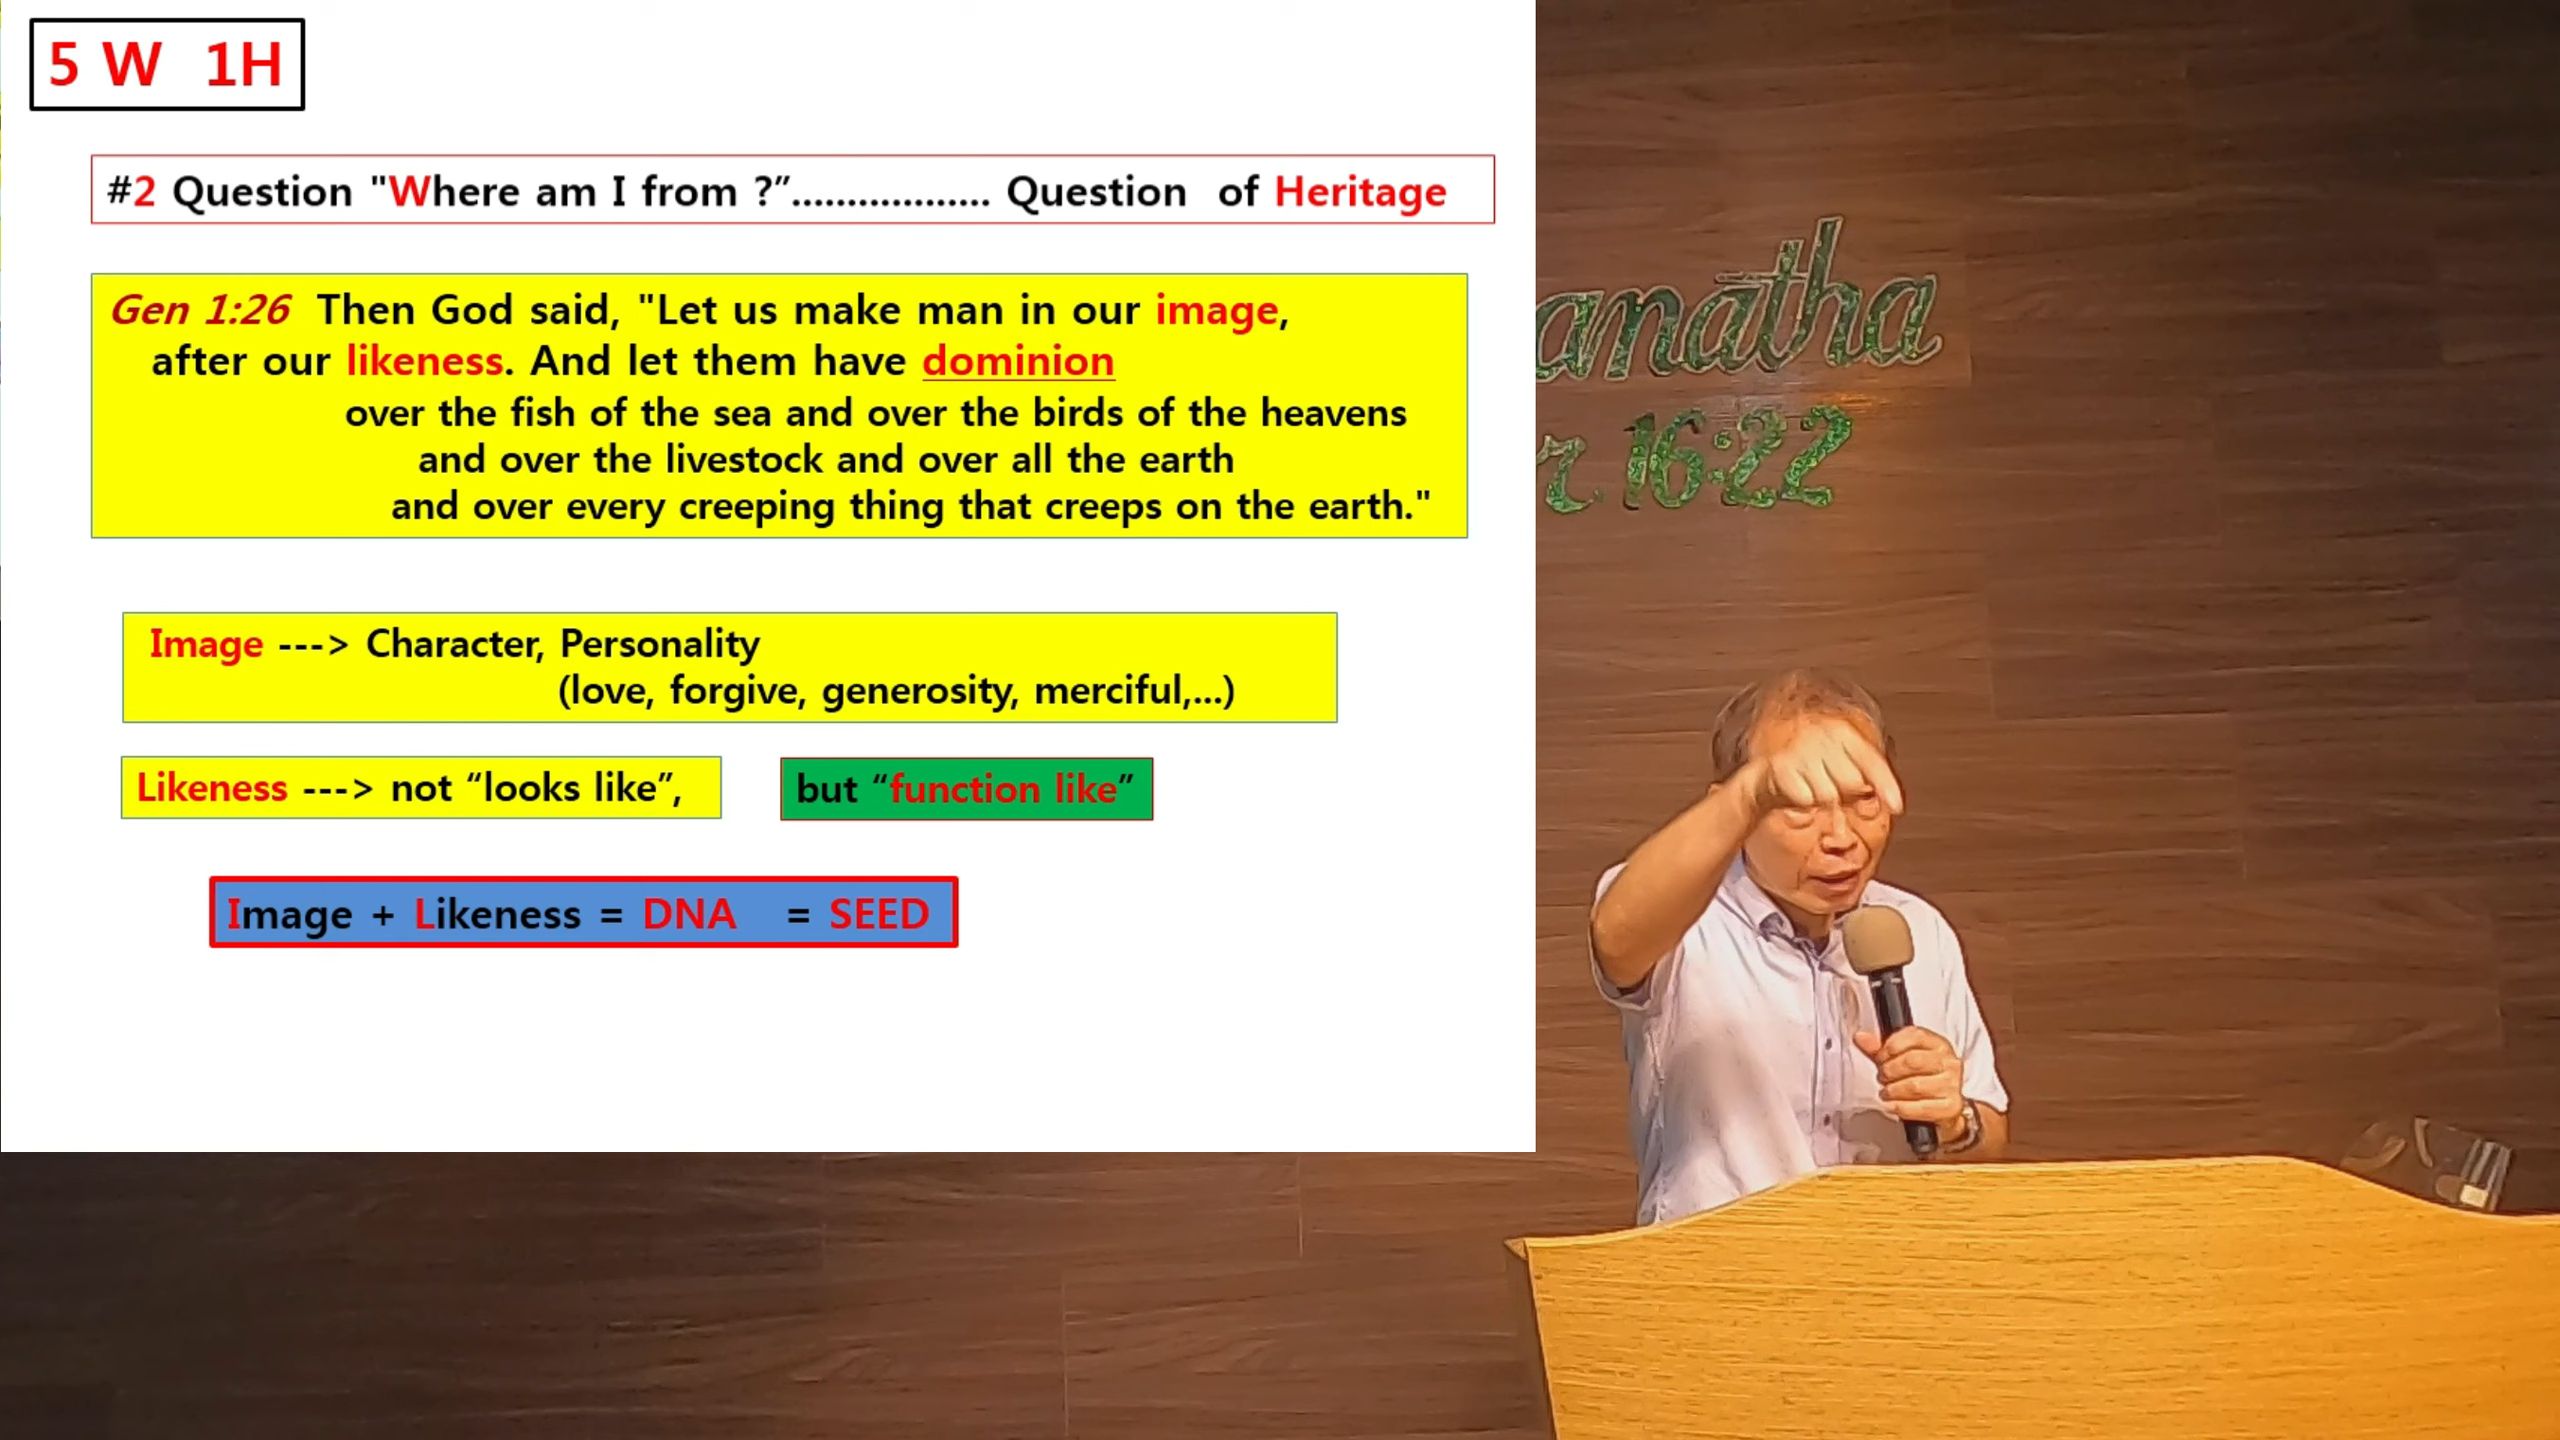 5 W 1H
#2 Question "Where am I from ?”.................. Question of Heritage
Gen 1:26 Then God said, "Let us make man in our image,
after our likeness. And let them have dominion
over the fish of the sea and over the birds of the heavens
and over the livestock and over all the earth
and over every creeping thing that creeps on the earth."
Image ---> Character, Personality
(love, forgive, generosity, merciful,...)
Likeness ---> not “looks like”, but “function like”
Image + Likeness = DNA = SEED
anatha
r 16:22